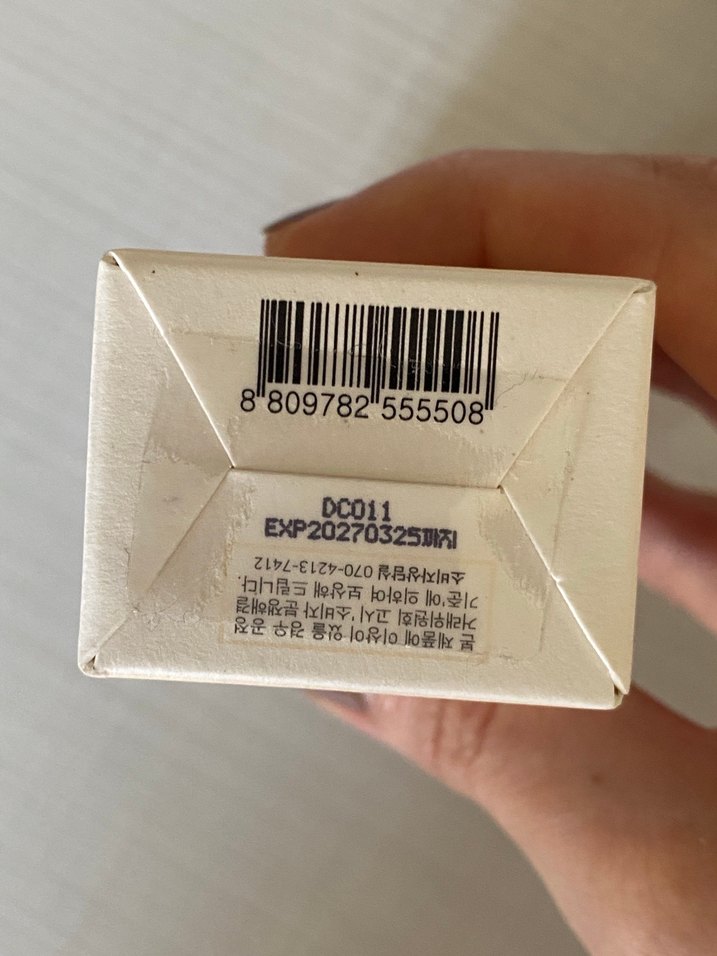 8 809782 555508
DC011
EXP20270325까지
본 제품에 이상이 있을 경우 공정
거래위원회 고시, '소비자 분쟁해결
기준'에 의하여 보상해 드립니다.
소비자상담실 070-4213-7412